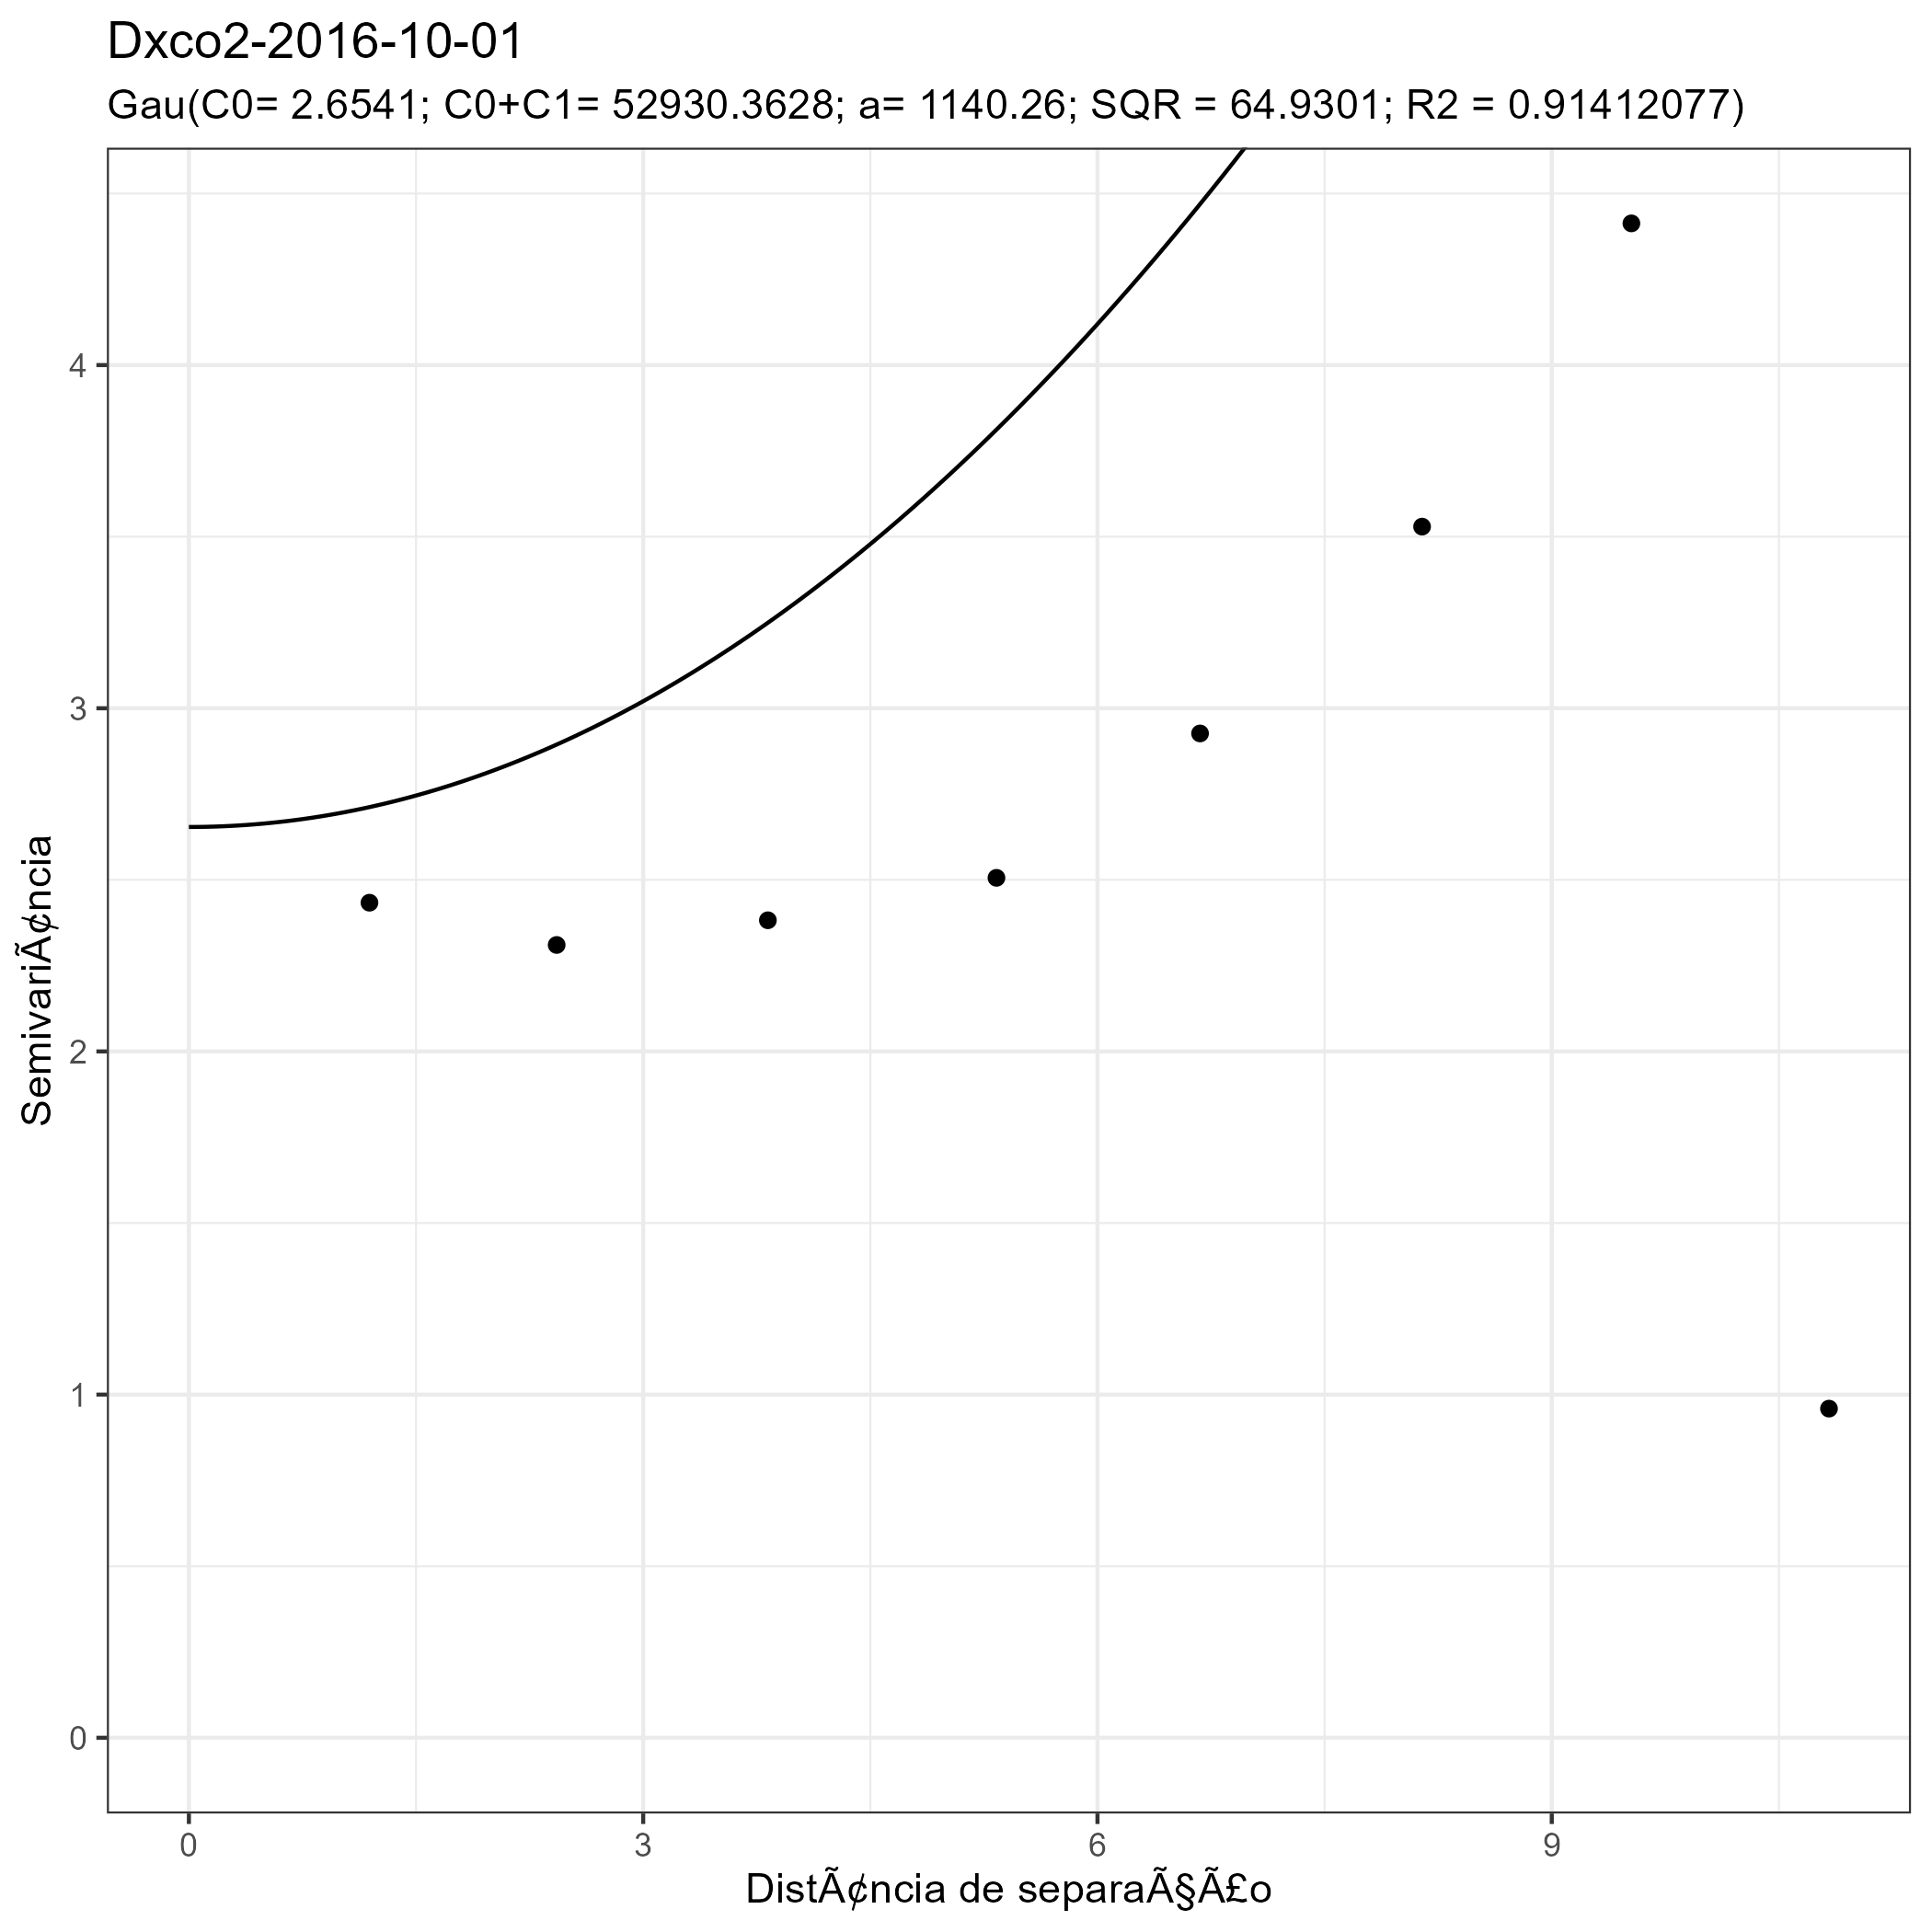 Dxco2-2016-10-01
Gau(C0= 2.6541; C0+C1= 52930.3628; a= 1140.26; SQR = 64.9301; R2 = 0.91412077)
4
3
2
1
0
SemivariÃ¢ncia
0 3 6 9
DistÃ¢ncia de separaÃ§Ã£o